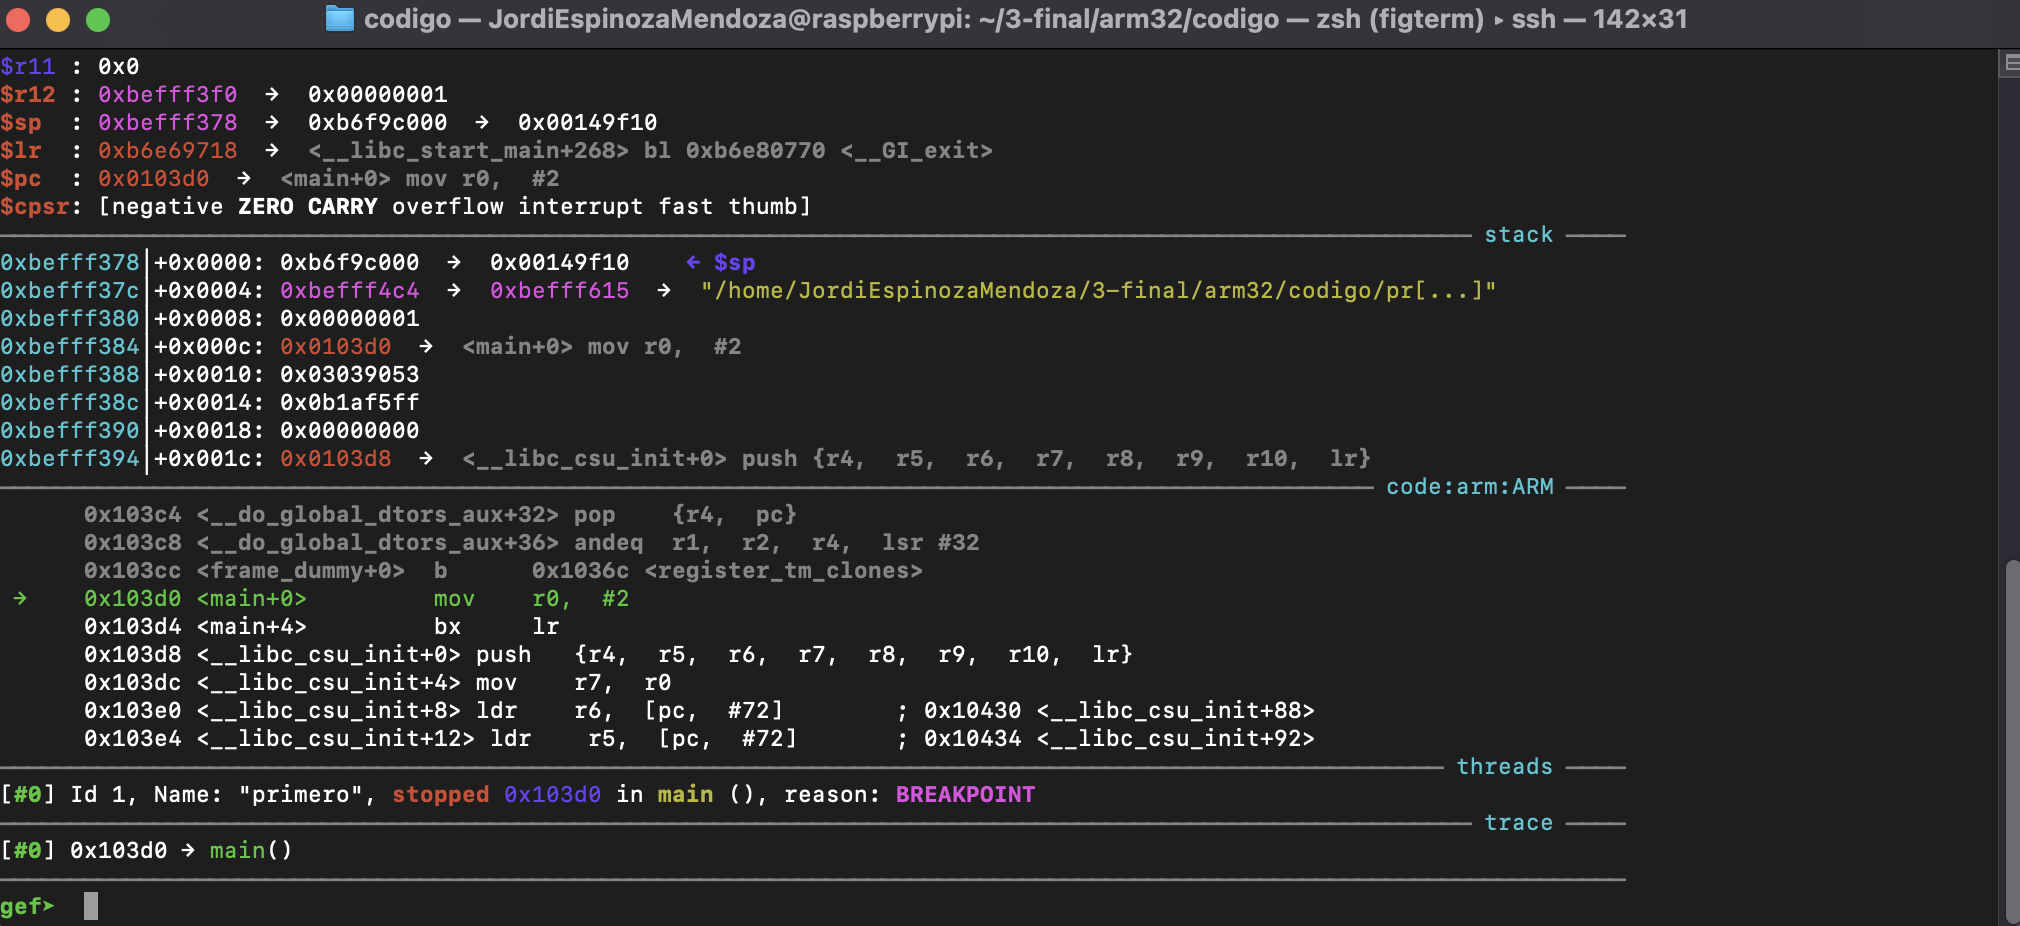 codigo — JordiEspinozaMendoza@raspberrypi: ~/3-final/arm32/codigo — zsh (figterm) ▸ ssh — 142×31
$r11 : 0x0
$r12 : 0xbefff3f0 → 0x00000001
$sp : 0xbefff378 → 0xb6f9c000 → 0x00149f10
$lr : 0xb6e69718 → <__libc_start_main+268> bl 0xb6e80770 <__GI_exit>
$pc : 0x0103d0 → <main+0> mov r0, #2
$cpsr: [negative ZERO CARRY overflow interrupt fast thumb]
stack
0xbefff378│+0x0000: 0xb6f9c000 → 0x00149f10 ← $sp
0xbefff37c│+0x0004: 0xbefff4c4 → 0xbefff615 → "/home/JordiEspinozaMendoza/3-final/arm32/codigo/pr[...]"
0xbefff380│+0x0008: 0x00000001
0xbefff384│+0x000c: 0x0103d0 → <main+0> mov r0, #2
0xbefff388│+0x0010: 0x03039053
0xbefff38c│+0x0014: 0x0b1af5ff
0xbefff390│+0x0018: 0x00000000
0xbefff394│+0x001c: 0x0103d8 → <__libc_csu_init+0> push {r4, r5, r6, r7, r8, r9, r10, lr}
code:arm:ARM
0x103c4 <__do_global_dtors_aux+32> pop {r4, pc}
0x103c8 <__do_global_dtors_aux+36> andeq r1, r2, r4, lsr #32
0x103cc <frame_dummy+0> b 0x1036c <register_tm_clones>
→ 0x103d0 <main+0> mov r0, #2
0x103d4 <main+4> bx lr
0x103d8 <__libc_csu_init+0> push {r4, r5, r6, r7, r8, r9, r10, lr}
0x103dc <__libc_csu_init+4> mov r7, r0
0x103e0 <__libc_csu_init+8> ldr r6, [pc, #72] ; 0x10430 <__libc_csu_init+88>
0x103e4 <__libc_csu_init+12> ldr r5, [pc, #72] ; 0x10434 <__libc_csu_init+92>
threads
[#0] Id 1, Name: "primero", stopped 0x103d0 in main (), reason: BREAKPOINT
trace
[#0] 0x103d0 → main()
gef➤